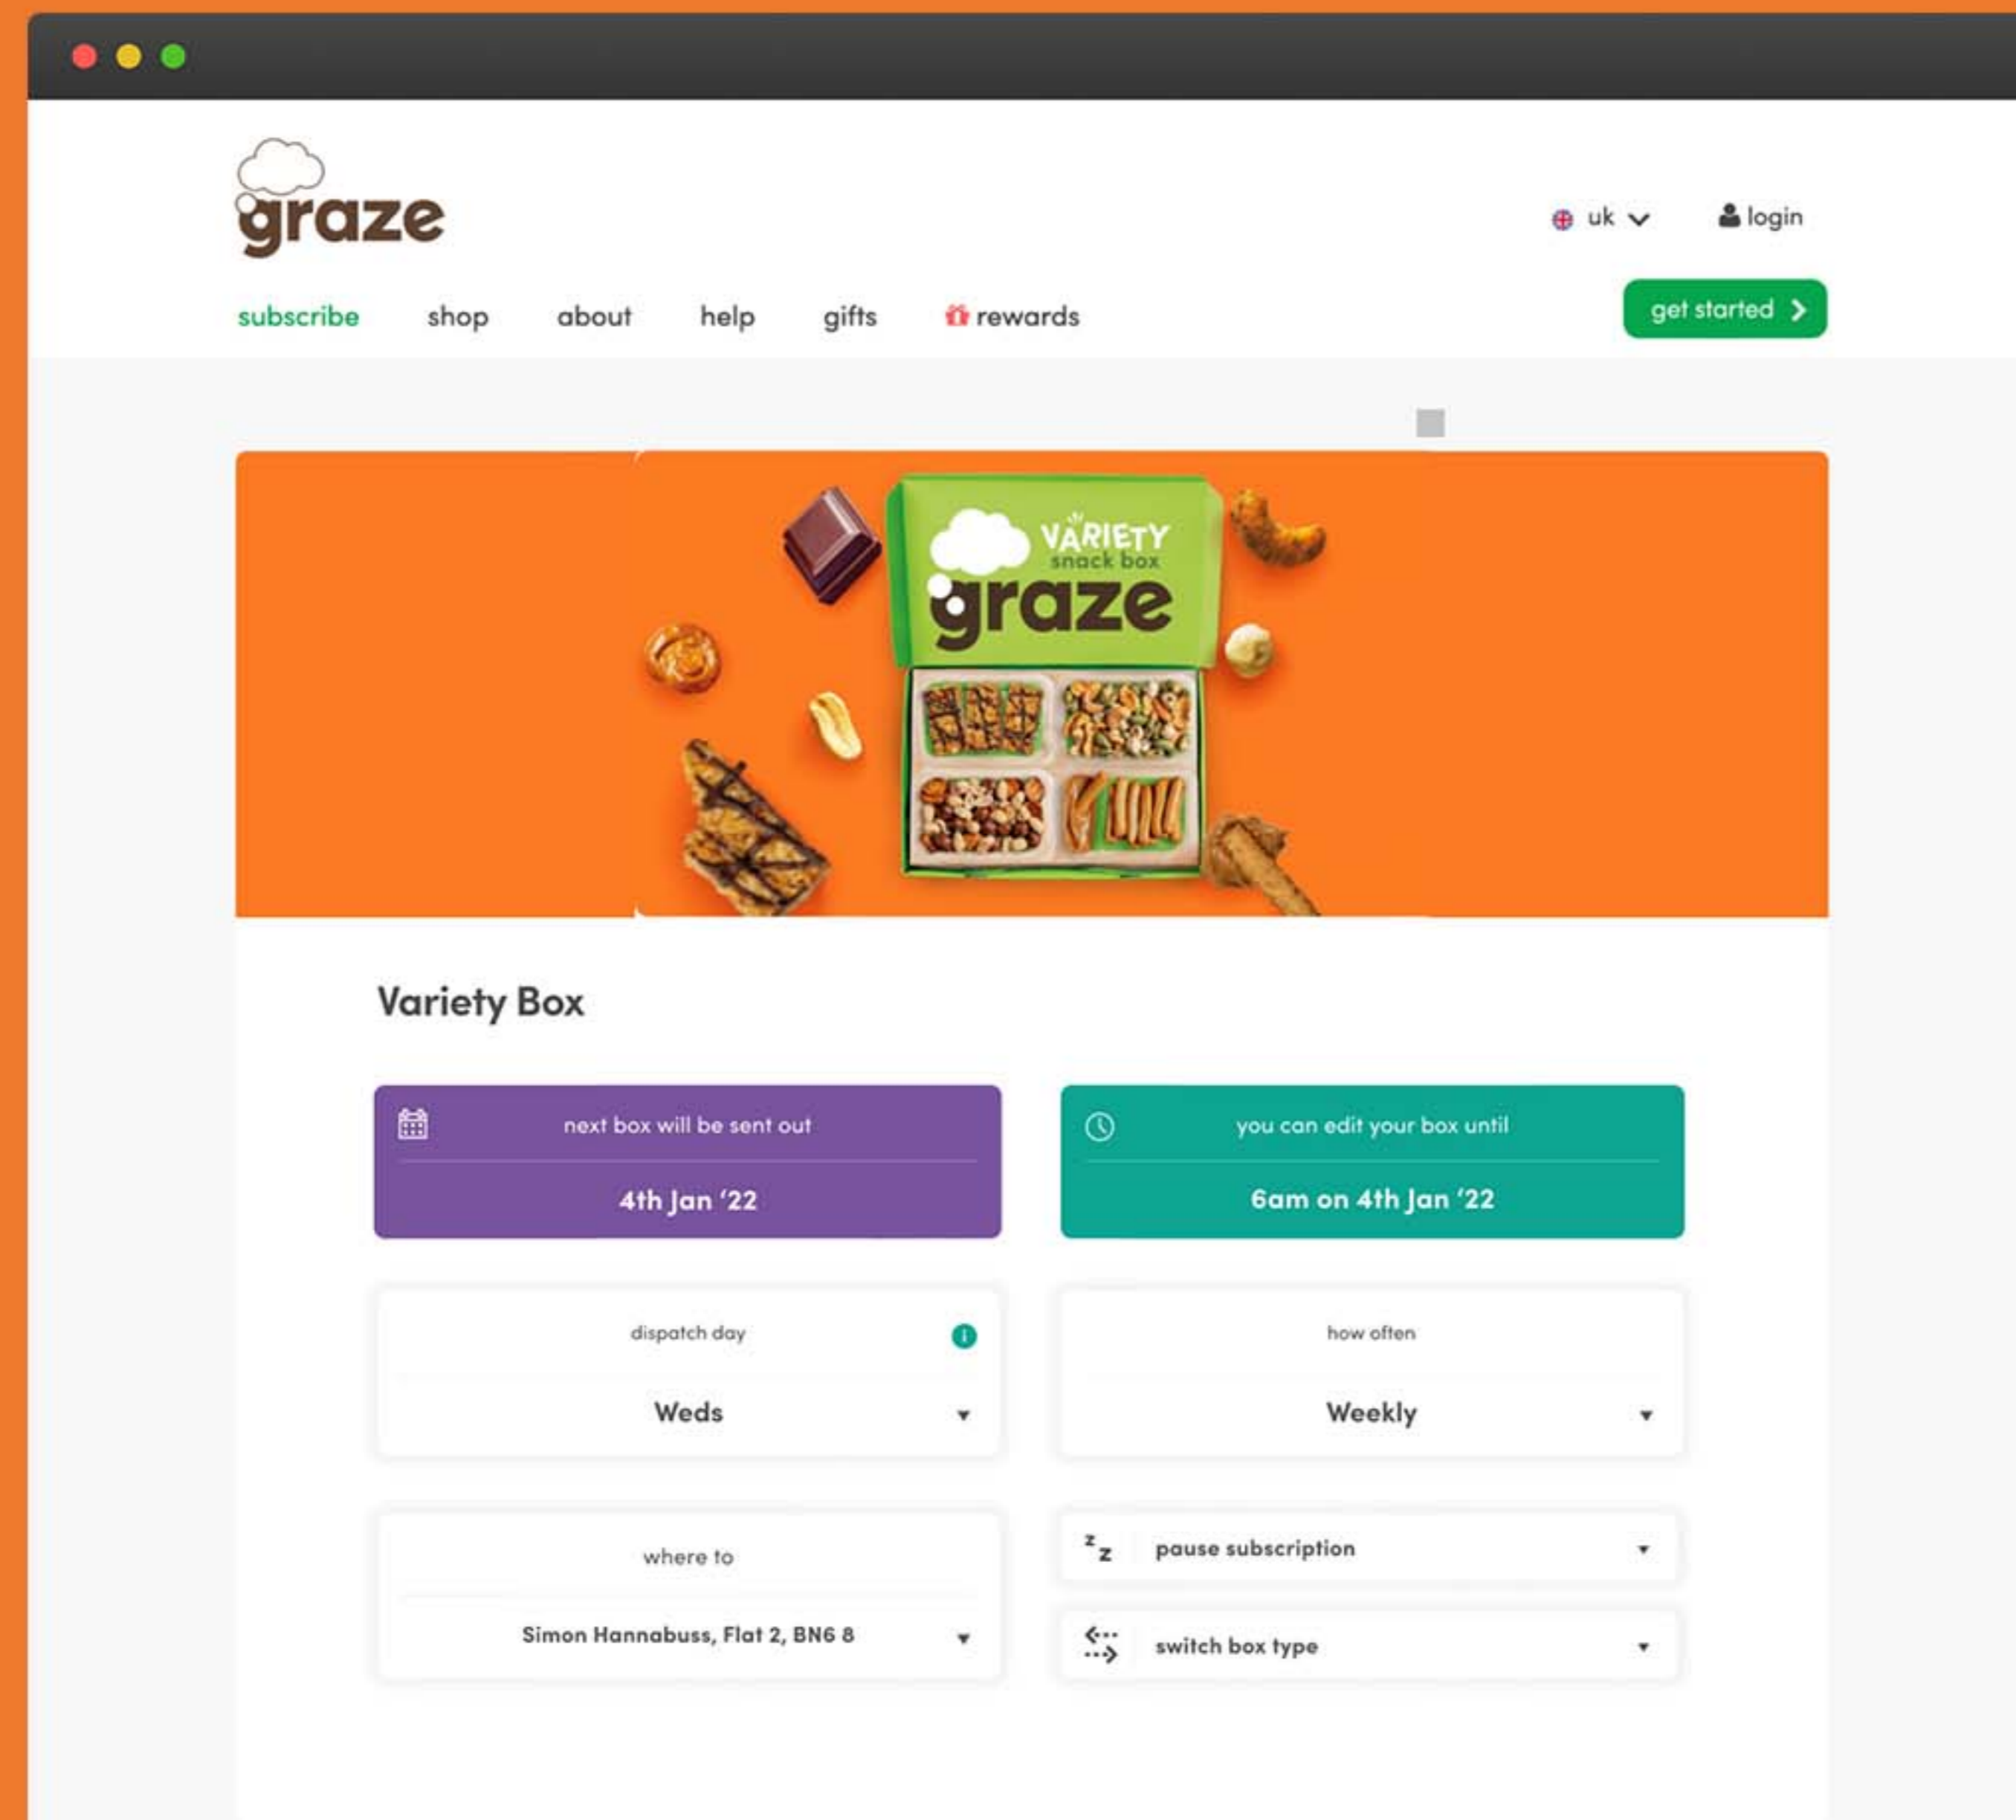 graze
uk
login
subscribe
shop
about
help
gifts
rewards
get started
VARIETY
snack box
graze
Variety Box
next box will be sent out
4th Jan ‘22
you can edit your box until
6am on 4th Jan ‘22
dispatch day
Weds
how often
Weekly
where to
Simon Hannabuss, Flat 2, BN6 8
z z
pause subscription
switch box type